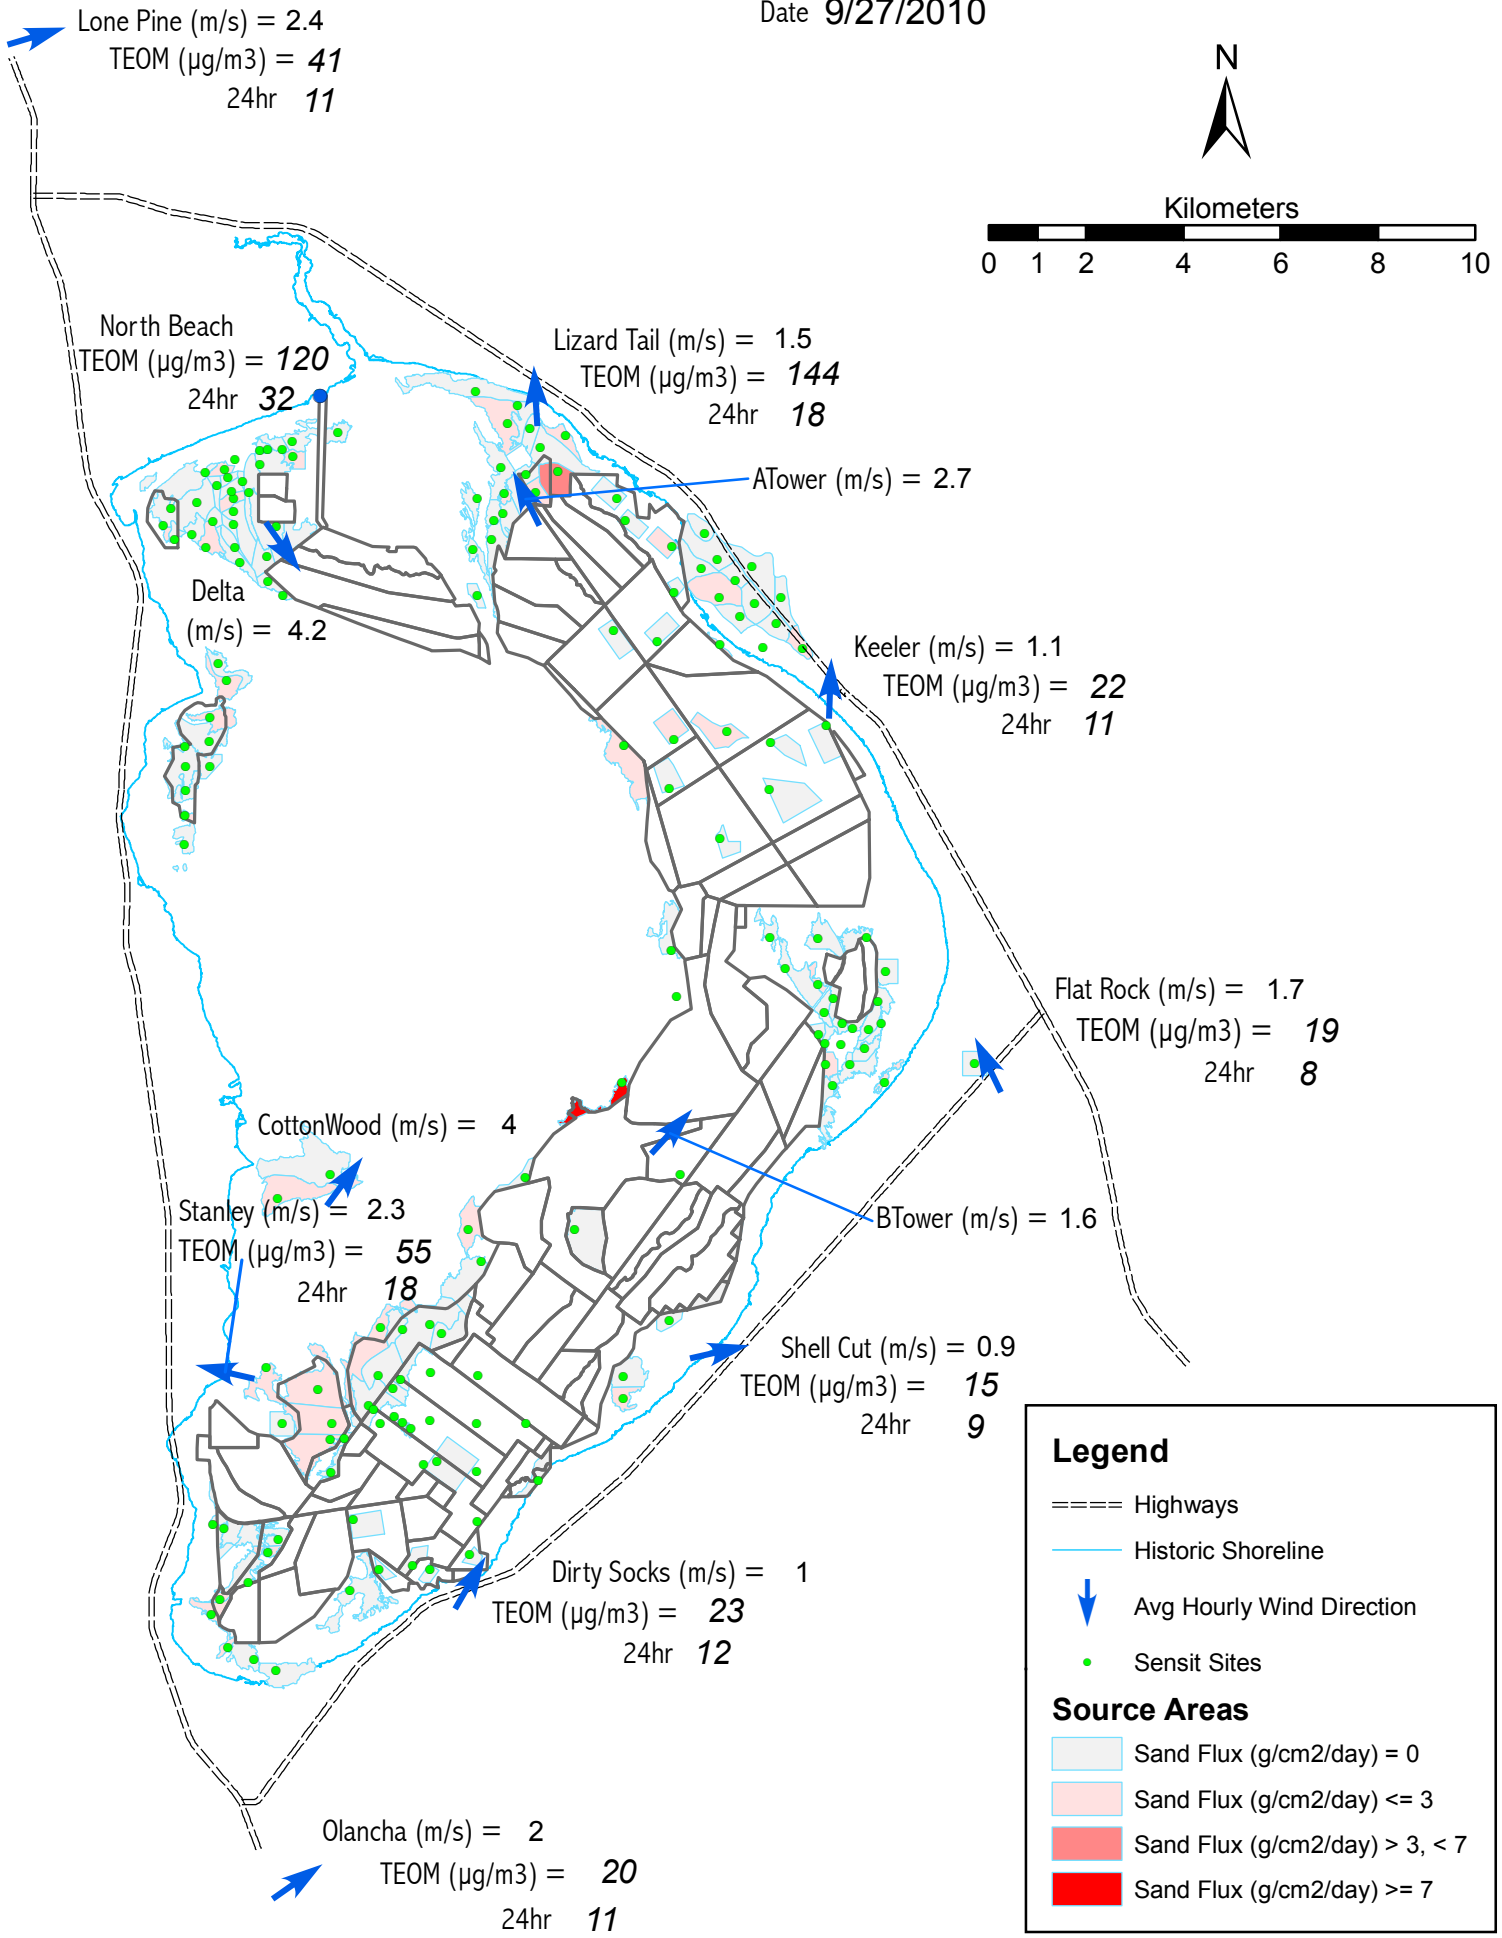 Date 9/27/2010
Lone Pine (m/s) = 2.4
TEOM (µg/m3) = 41
24hr 11
N
Kilometers
0 1 2 4 6 8 10
North Beach
TEOM (µg/m3) = 120
24hr 32
Lizard Tail (m/s) = 1.5
TEOM (µg/m3) = 144
24hr 18
ATower (m/s) = 2.7
Delta
(m/s) = 4.2
Keeler (m/s) = 1.1
TEOM (µg/m3) = 22
24hr 11
Flat Rock (m/s) = 1.7
TEOM (µg/m3) = 19
24hr 8
CottonWood (m/s) = 4
Stanley (m/s) = 2.3
TEOM (µg/m3) = 55
24hr 18
BTower (m/s) = 1.6
Shell Cut (m/s) = 0.9
TEOM (µg/m3) = 15
24hr 9
Dirty Socks (m/s) = 1
TEOM (µg/m3) = 23
24hr 12
Olancha (m/s) = 2
TEOM (µg/m3) = 20
24hr 11
Legend
Highways
Historic Shoreline
Avg Hourly Wind Direction
Sensit Sites
Source Areas
Sand Flux (g/cm2/day) = 0
Sand Flux (g/cm2/day) <= 3
Sand Flux (g/cm2/day) > 3, < 7
Sand Flux (g/cm2/day) >= 7